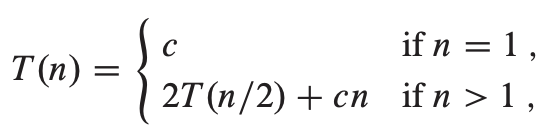 T(n) = { c if n = 1 ,
2T(n/2) + cn if n > 1 ,